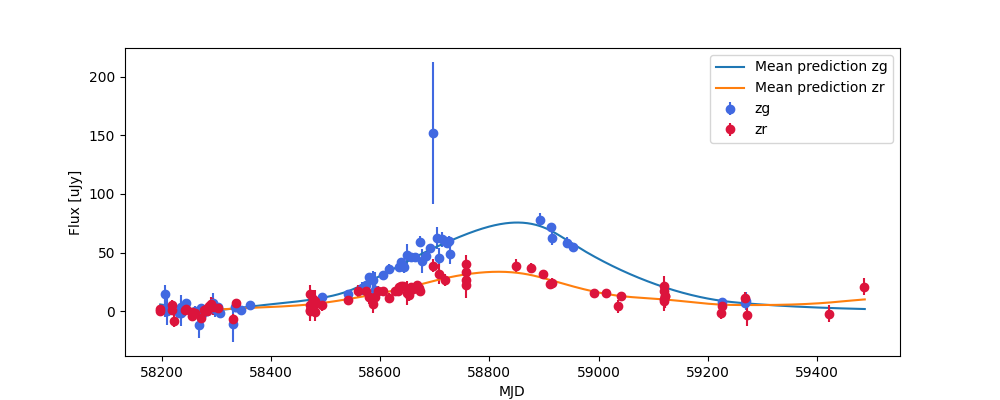 Mean prediction zg
Mean prediction zr
zg
zr
Flux [uJy]
200
150
100
50
0
58200 58400 58600 58800 59000 59200 59400
MJD